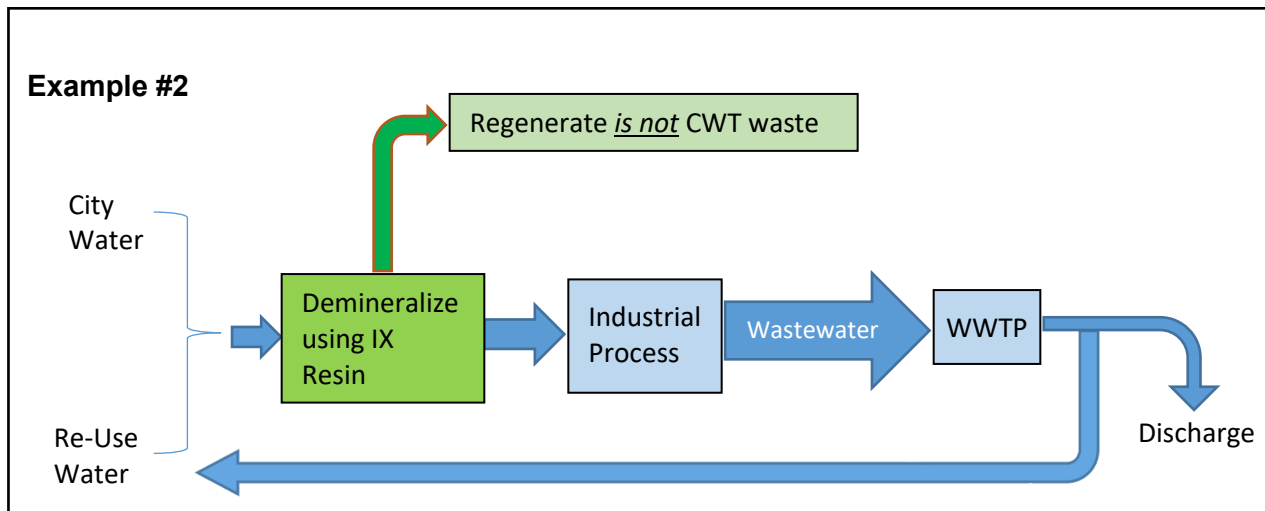 Example #2
Regenerate is not CWT waste
City
Water
Demineralize
using IX
Resin
Industrial
Process
Wastewater
WWTP
Re-Use
Water
Discharge